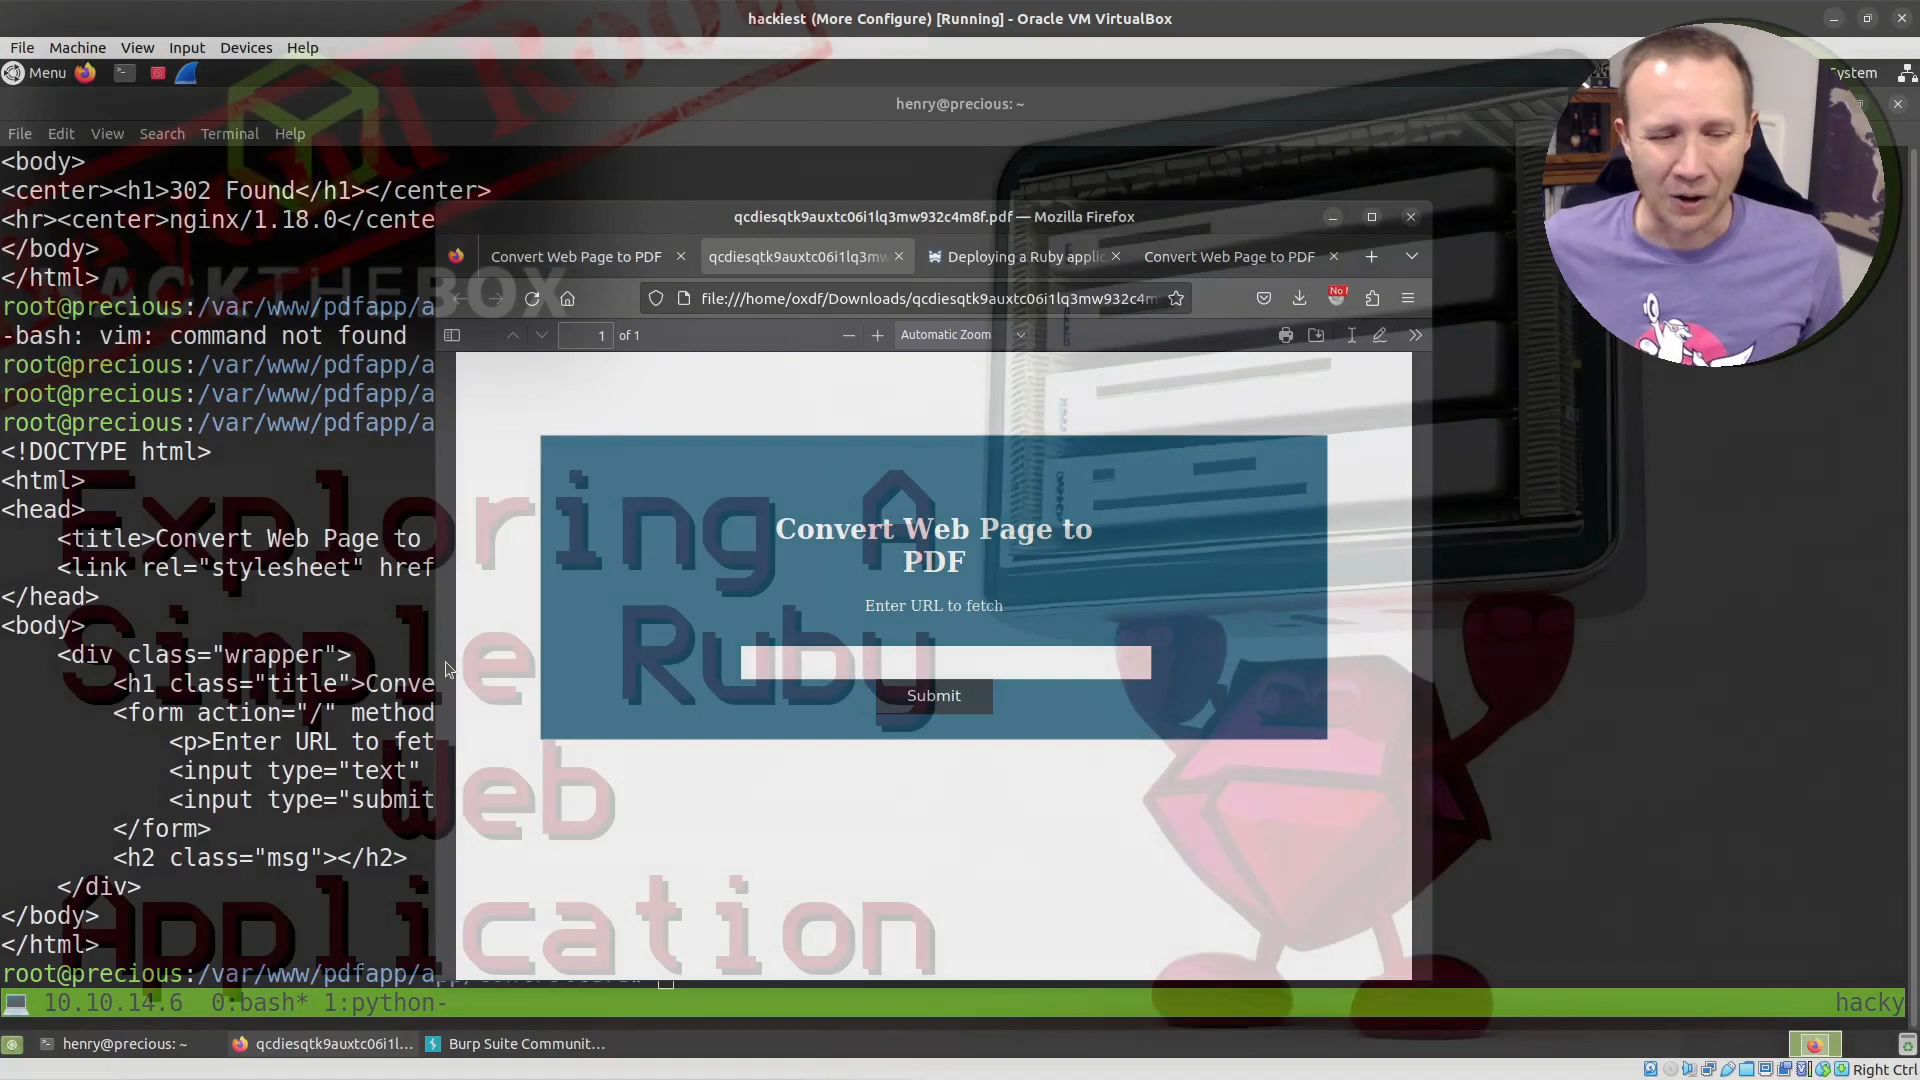 hackiest (More Configure) [Running] - Oracle VM VirtualBox
File Machine View Input Devices Help
Menu
System
henry@precious: ~
File Edit View Search Terminal Help
<body>
<center><h1>302 Found</h1></center>
<hr><center>nginx/1.18.0</cente
</body>
</html>
root@precious:/var/www/pdfapp/a
-bash: vim: command not found
root@precious:/var/www/pdfapp/a
root@precious:/var/www/pdfapp/a
root@precious:/var/www/pdfapp/a
<!DOCTYPE html>
<html>
<head>
<title>Convert Web Page to
<link rel="stylesheet" href
</head>
<body>
<div class="wrapper">
<h1 class="title">Conve
<form action="/" method
<p>Enter URL to fet
<input type="text"
<input type="submit
</form>
<h2 class="msg"></h2>
</div>
</body>
</html>
root@precious:/var/www/pdfapp/a
10.10.14.6 0:bash* 1:python-
hacky
qcdiesqtk9auxtc06i1lq3mw932c4m8f.pdf — Mozilla Firefox
Convert Web Page to PDF
qcdiesqtk9auxtc06i1lq3mw
Deploying a Ruby applic
Convert Web Page to PDF
file:///home/oxdf/Downloads/qcdiesqtk9auxtc06i1lq3mw932c4m
No
1 of 1
Automatic Zoom
Convert Web Page to
PDF
Enter URL to fetch
Submit
HACKTHEBOX
Beyond Root
Exploring A
Simple Ruby
Web
Application
henry@precious: ~
qcdiesqtk9auxtc06i1l...
Burp Suite Communit...
Right Ctrl